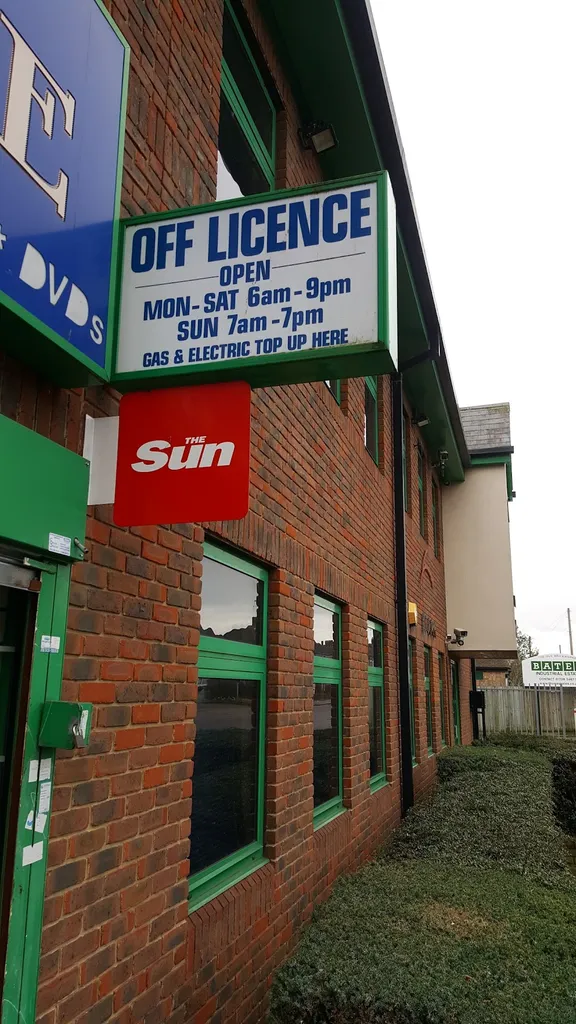 E
DVDs
OFF LICENCE
OPEN
MON-SAT 6am-9pm
SUN 7am-7pm
GAS & ELECTRIC TOP UP HERE
THE
Sun
BATE
INDUSTRIAL ESTA